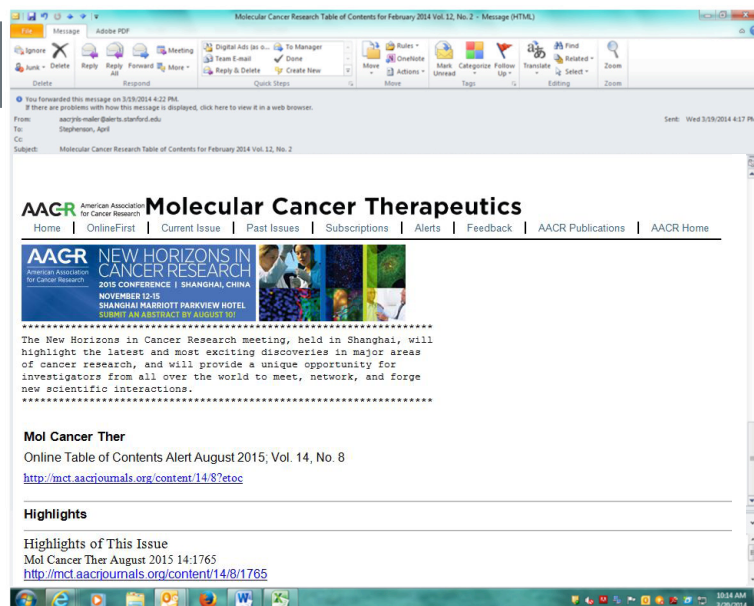 Molecular Cancer Research Table of Contents for February 2014 Vol. 12, No. 2 - Message (HTML)
File Message Adobe PDF
Ignore
Junk Delete
Reply Reply All Forward
Meeting
More
Digital Ads (as o... To Manager
Team E-mail Done
Reply & Delete Create New
Move
Rules
OneNote
Actions
Mark Unread Categorize Follow Up
Translate
Find
Related
Select
Zoom
Delete Respond Quick Steps Move Tags Editing Zoom
You forwarded this message on 3/19/2014 4:22 PM.
If there are problems with how this message is displayed, click here to view it in a web browser.
From: aacrjnls-mailer@alerts.stanford.edu Sent: Wed 3/19/2014 4:17 PM
To: Stephenson, April
Cc:
Subject: Molecular Cancer Research Table of Contents for February 2014 Vol. 12, No. 2
AACR American Association for Cancer Research Molecular Cancer Therapeutics
Home | OnlineFirst | Current Issue | Past Issues | Subscriptions | Alerts | Feedback | AACR Publications | AACR Home
AACR
American Association
for Cancer Research
NEW HORIZONS IN
CANCER RESEARCH
2015 CONFERENCE | SHANGHAI, CHINA
NOVEMBER 12-15
SHANGHAI MARRIOTT PARKVIEW HOTEL
SUBMIT AN ABSTRACT BY AUGUST 10!
The New Horizons in Cancer Research meeting, held in Shanghai, will
highlight the latest and most exciting discoveries in major areas
of cancer research, and will provide a unique opportunity for
investigators from all over the world to meet, network, and forge
new scientific interactions.
Mol Cancer Ther
Online Table of Contents Alert August 2015; Vol. 14, No. 8
http://mct.aacrjournals.org/content/14/8?etoc
Highlights
Highlights of This Issue
Mol Cancer Ther August 2015 14:1765
http://mct.aacrjournals.org/content/14/8/1765
10:14 AM
3/20/2014